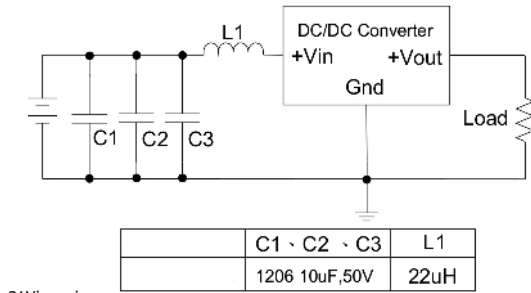 L1
DC/DC Converter
+Vin
+Vout
Gnd
C1
C2
C3
Load
C1、C2、C3 L1
1206 10uF,50V 22uH